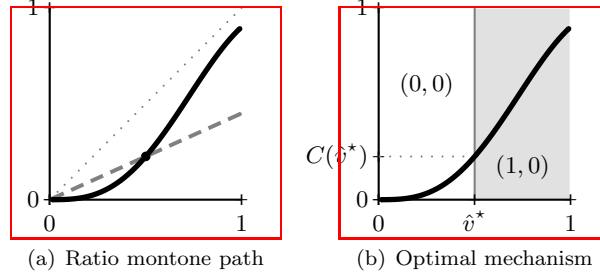 1
0
0
1
(a) Ratio montone path
1
(0, 0)
C(v̂⋆)
(1, 0)
0
0
v̂⋆
1
(b) Optimal mechanism